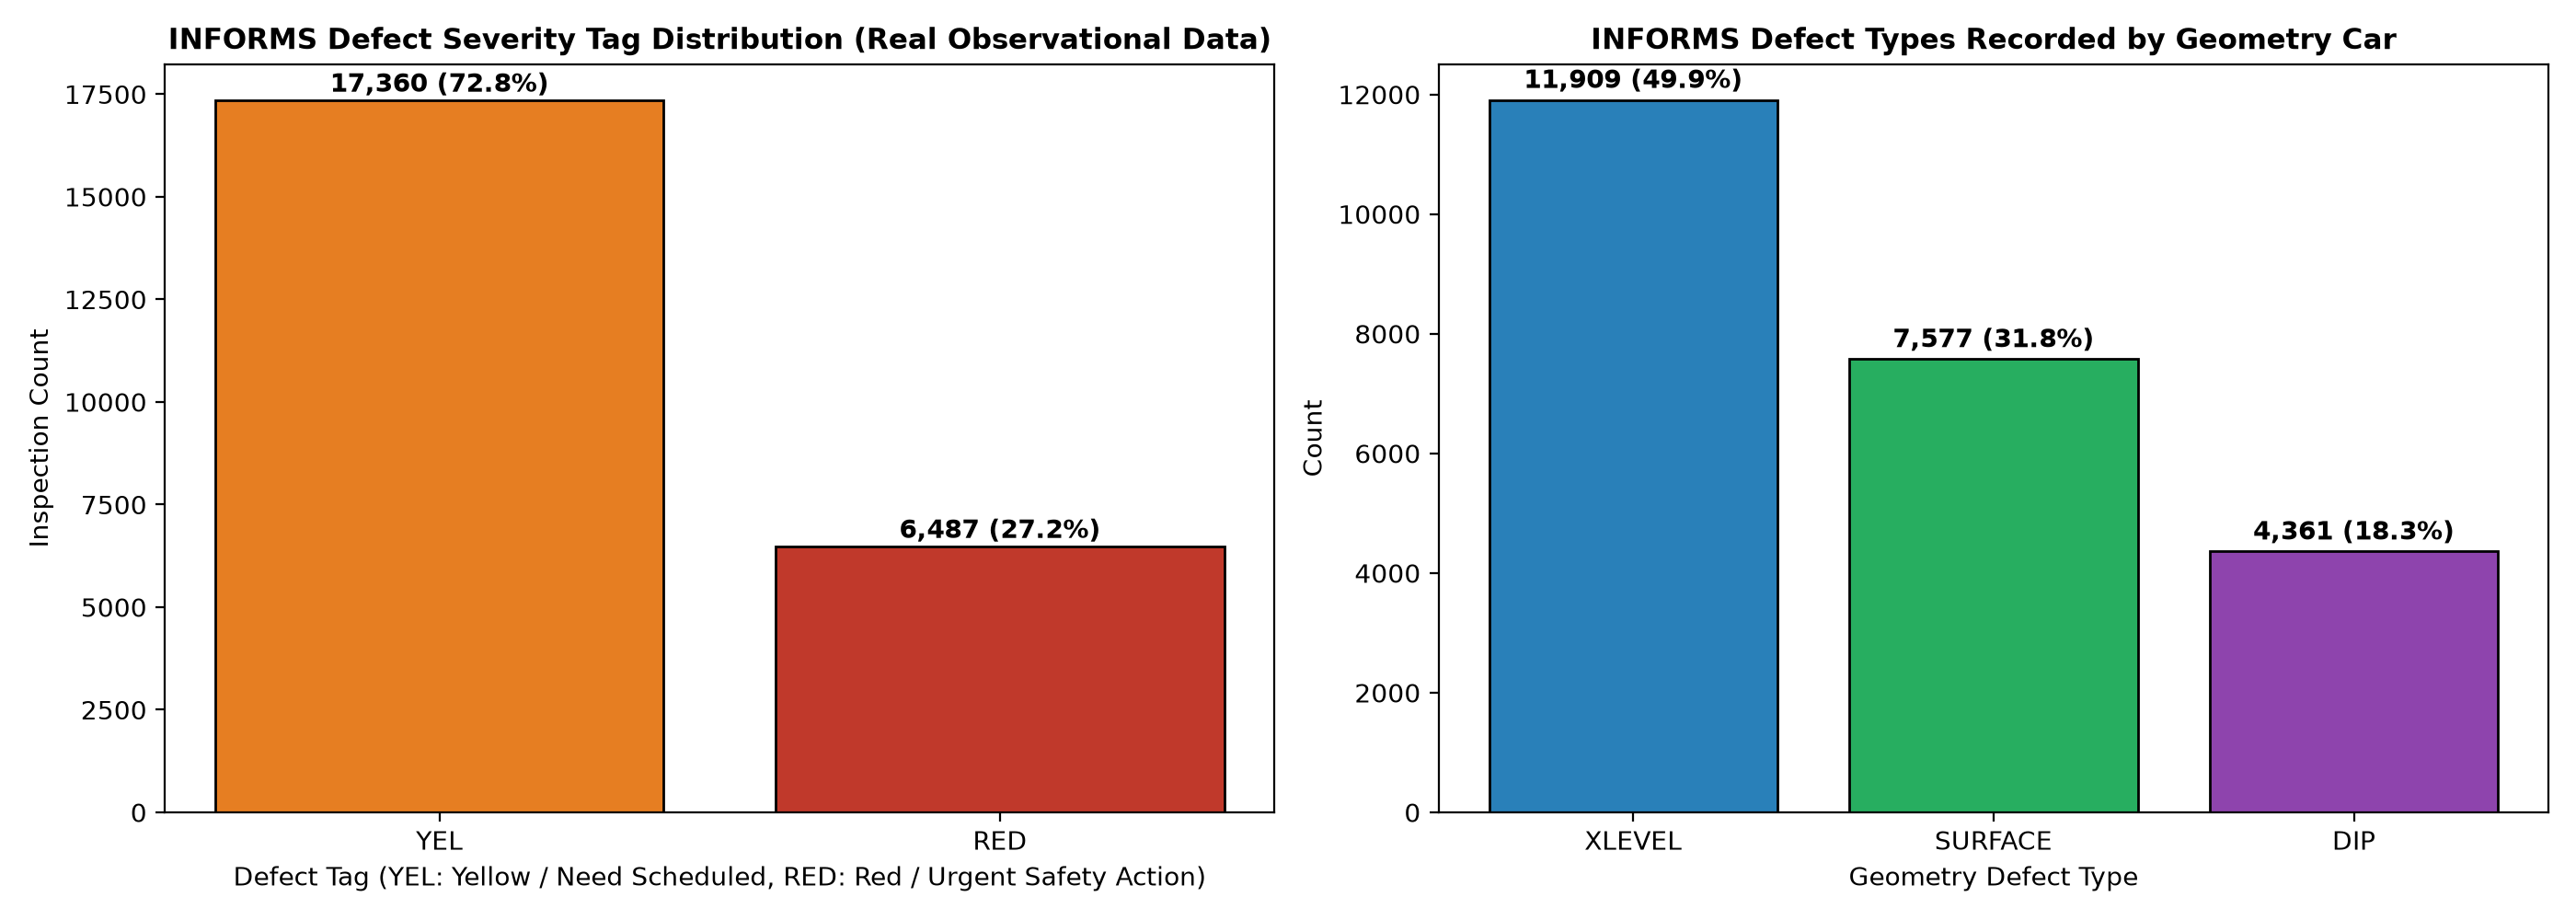 INFORMS Defect Severity Tag Distribution (Real Observational Data)
17,360 (72.8%)
6,487 (27.2%)
17500
15000
12500
10000
7500
5000
2500
0
Inspection Count
YEL
RED
Defect Tag (YEL: Yellow / Need Scheduled, RED: Red / Urgent Safety Action)
INFORMS Defect Types Recorded by Geometry Car
11,909 (49.9%)
7,577 (31.8%)
4,361 (18.3%)
12000
10000
8000
6000
4000
2000
0
Count
XLEVEL
SURFACE
DIP
Geometry Defect Type